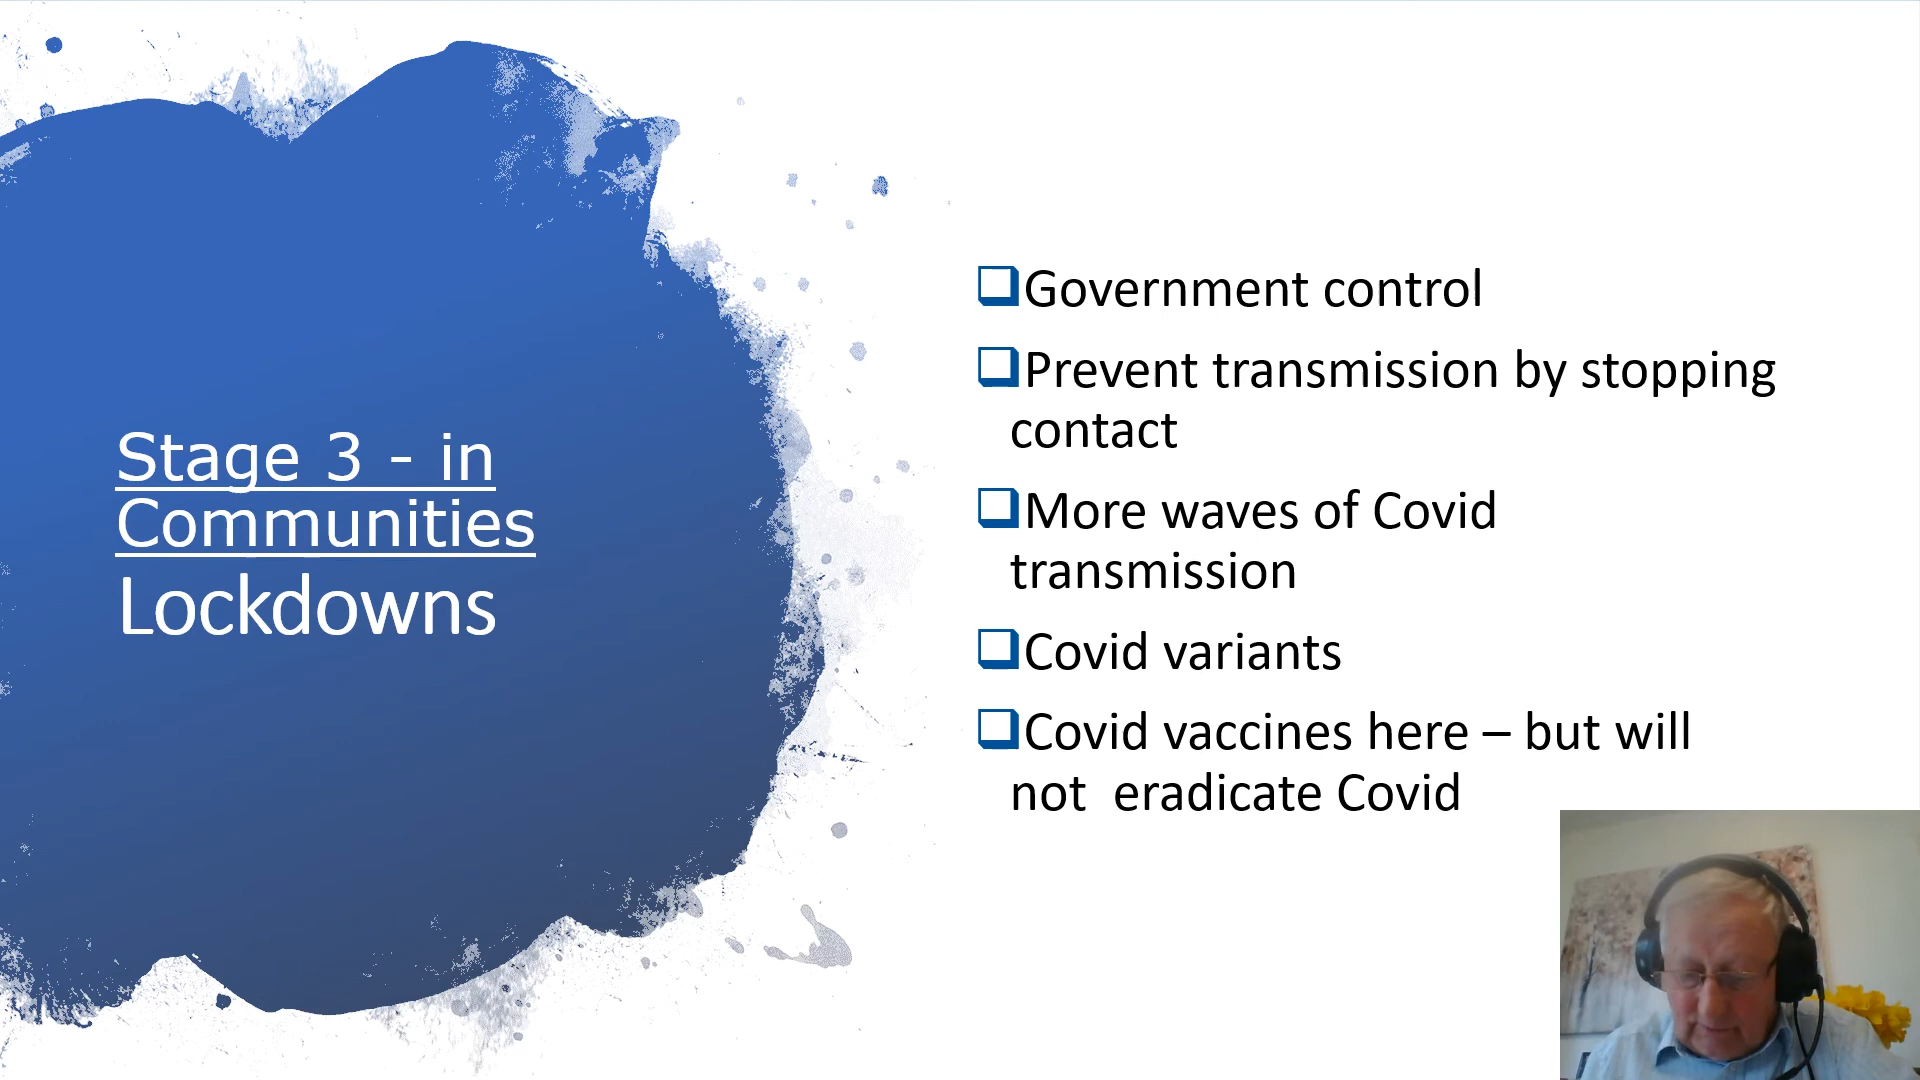 Stage 3 - in
Communities
Lockdowns
❑Government control
❑Prevent transmission by stopping
contact
❑More waves of Covid
transmission
❑Covid variants
❑Covid vaccines here – but will
not  eradicate Covid